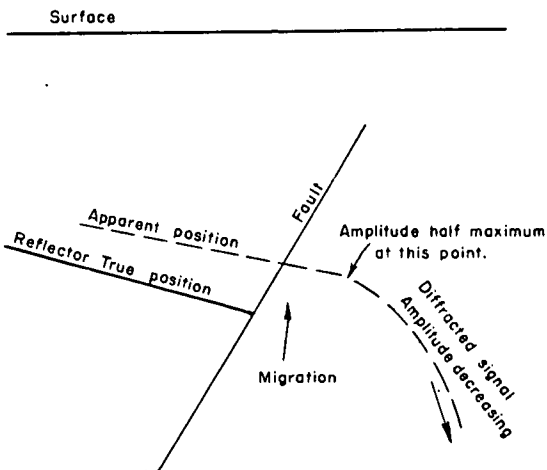 Surface
Fault
Apparent position
Reflector True position
Amplitude half maximum
at this point.
Diffracted signal
Amplitude decreasing
Migration